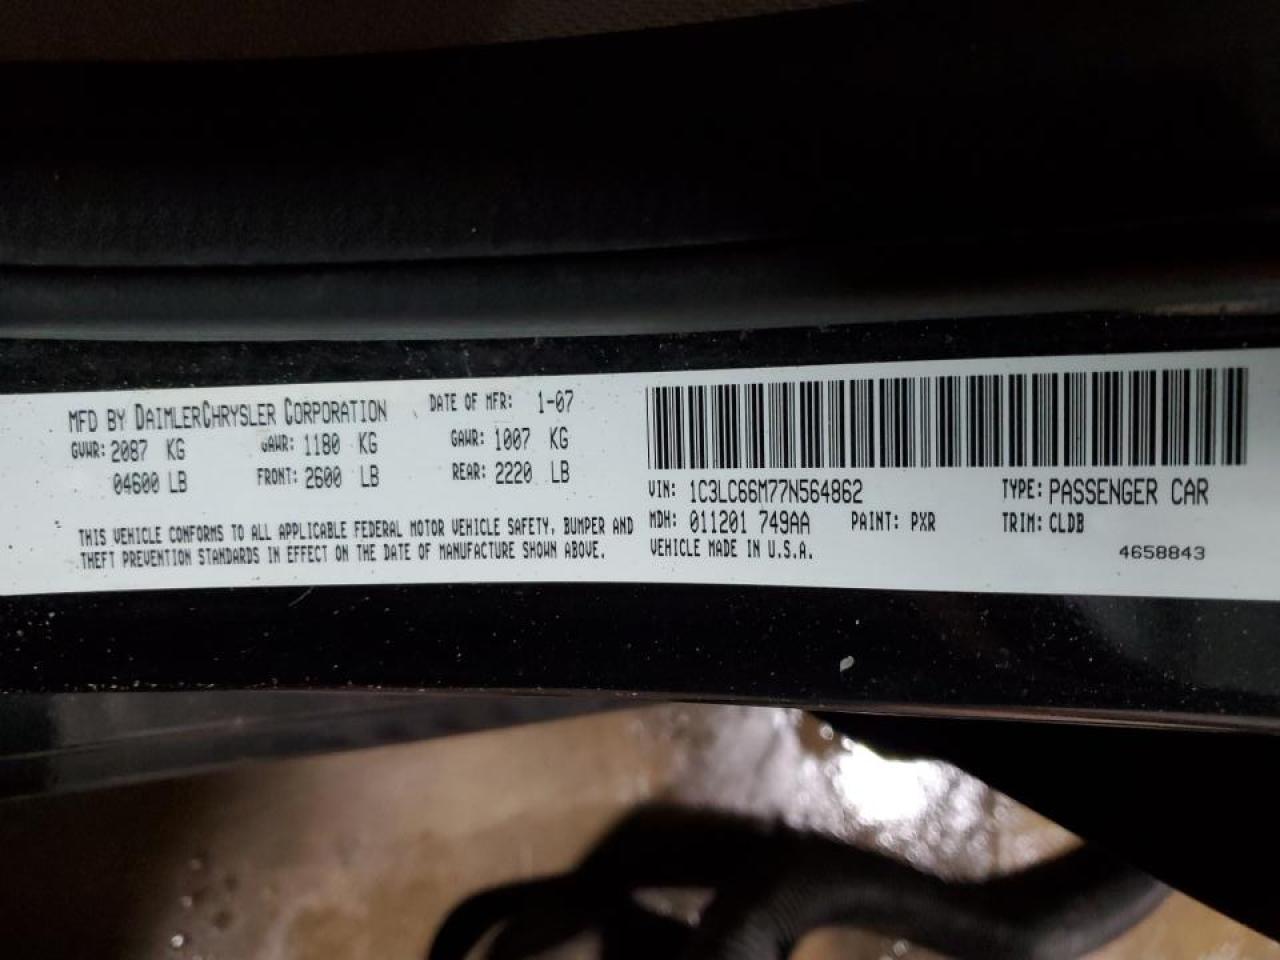 MFD BY DAIMLERCHRYSLER CORPORATION DATE OF MFR: 1-07
GVWR: 2087 KG GAWR: 1180 KG GAWR: 1007 KG
04600 LB FRONT: 2600 LB REAR: 2220 LB
THIS VEHICLE CONFORMS TO ALL APPLICABLE FEDERAL MOTOR VEHICLE SAFETY, BUMPER AND
THEFT PREVENTION STANDARDS IN EFFECT ON THE DATE OF MANUFACTURE SHOWN ABOVE.
VIN: 1C3LC66M77N564862 TYPE: PASSENGER CAR
MDH: 011201 749AA PAINT: PXR TRIM: CLDB
VEHICLE MADE IN U.S.A. 4658843